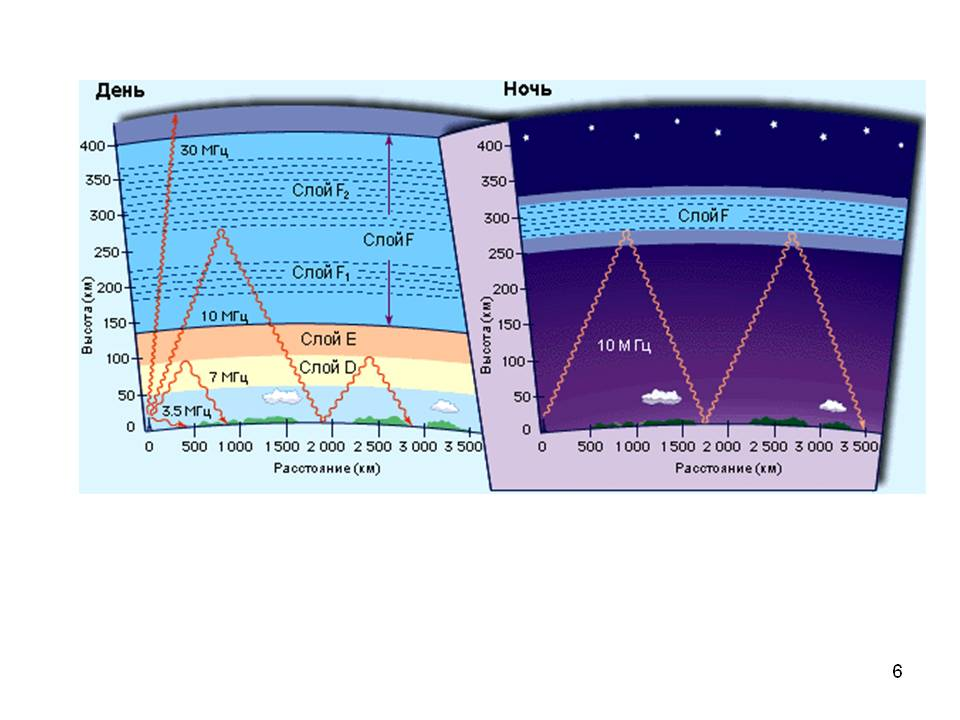 День
Высота (км)
400
350
300
250
200
150
100
50
0
30 МГц
Слой F₂
Слой F
Слой F₁
10 МГц
Слой Е
Слой D
7 МГц
3.5 МГц
0 500 1 000 1 500 2 000 2 500 3 000 3 500
Расстояние (км)
Ночь
Высота (км)
400
350
300
250
200
150
100
50
0
Слой F
10 МГц
0 500 1 000 1 500 2 000 2 500 3 000 3 500
Расстояние (км)
6